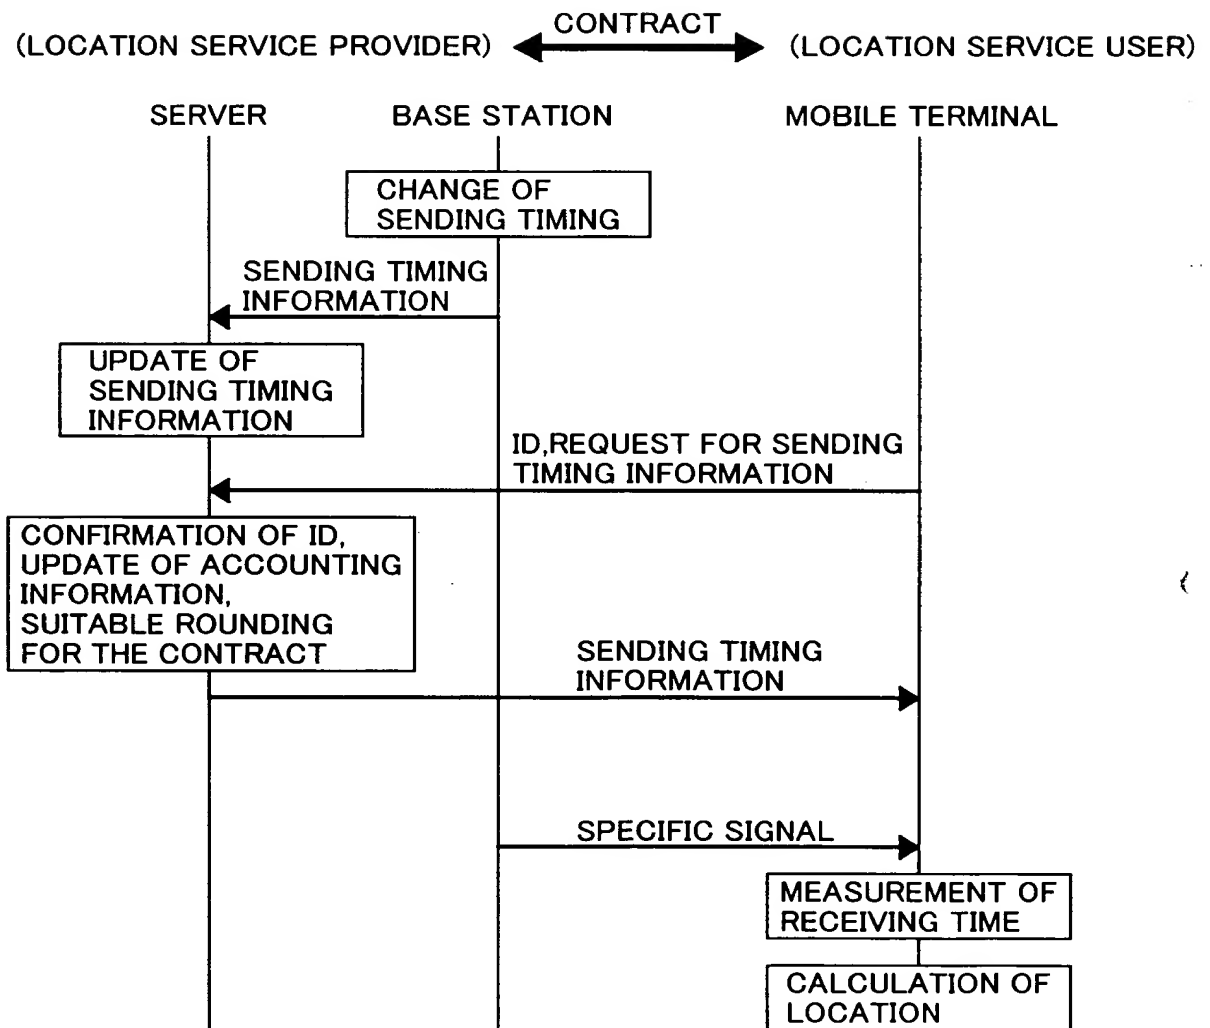 CONTRACT
(LOCATION SERVICE PROVIDER)
(LOCATION SERVICE USER)
SERVER
BASE STATION
MOBILE TERMINAL
CHANGE OF
SENDING TIMING
SENDING TIMING
INFORMATION
UPDATE OF
SENDING TIMING
INFORMATION
ID,REQUEST FOR SENDING
TIMING INFORMATION
CONFIRMATION OF ID,
UPDATE OF ACCOUNTING
INFORMATION,
SUITABLE ROUNDING
FOR THE CONTRACT
SENDING TIMING
INFORMATION
SPECIFIC SIGNAL
MEASUREMENT OF
RECEIVING TIME
CALCULATION OF
LOCATION